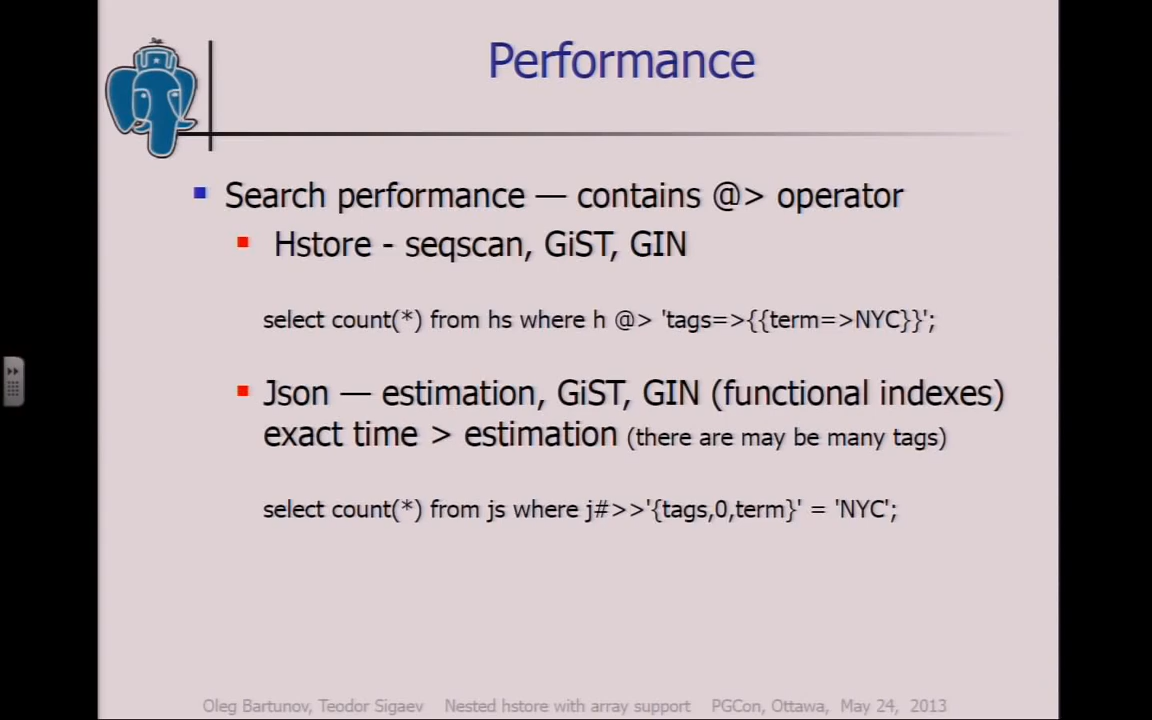 Performance
Search performance — contains @> operator
Hstore - seqscan, GiST, GIN
select count(*) from hs where h @> 'tags=>{{term=>NYC}}';
Json — estimation, GiST, GIN (functional indexes)
exact time > estimation (there are may be many tags)
select count(*) from js where j#>>'{tags,0,term}' = 'NYC';
Oleg Bartunov, Teodor Sigaev Nested hstore with array support PGCon, Ottawa, May 24, 2013